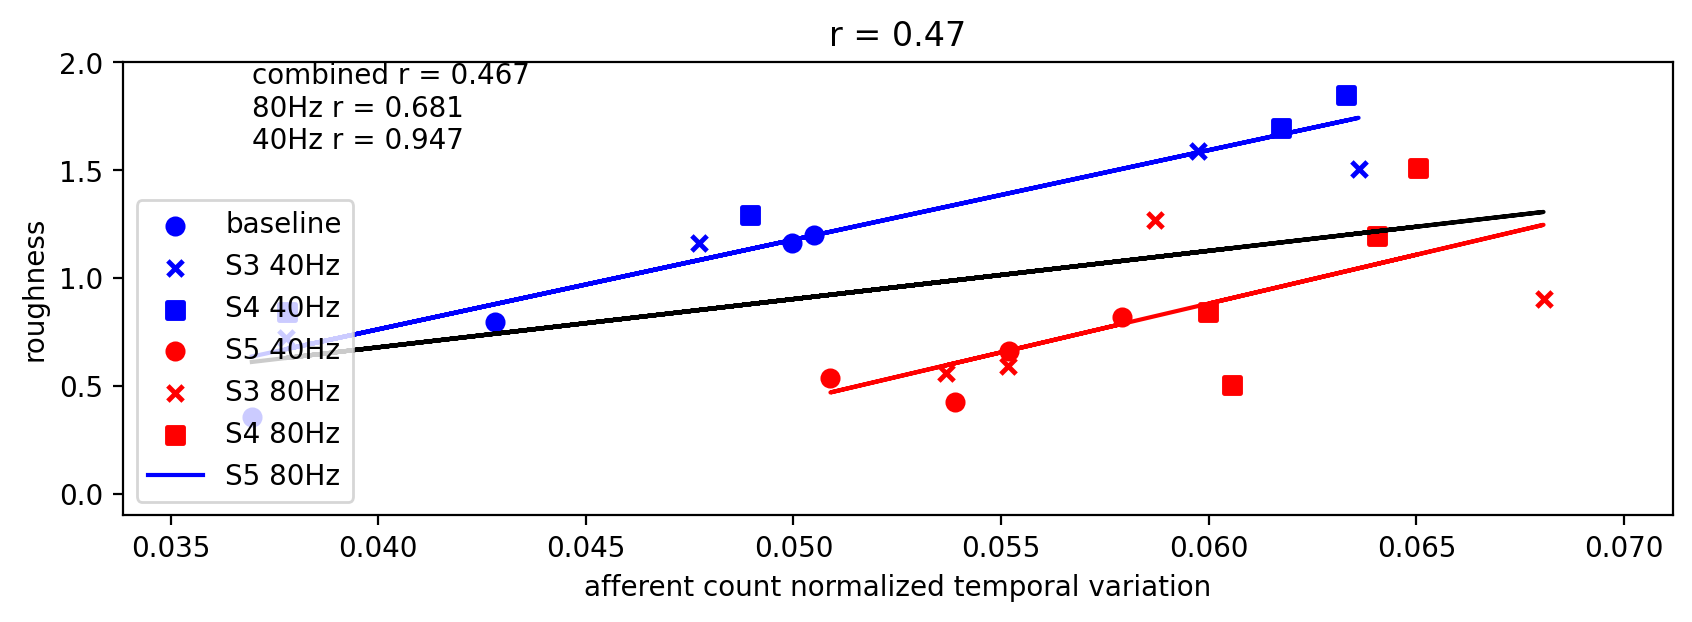 r = 0.47
combined r = 0.467
80Hz r = 0.681
40Hz r = 0.947
baseline
S3 40Hz
S4 40Hz
S5 40Hz
S3 80Hz
S4 80Hz
S5 80Hz
roughness
2.0
1.5
1.0
0.5
0.0
0.035 0.040 0.045 0.050 0.055 0.060 0.065 0.070
afferent count normalized temporal variation